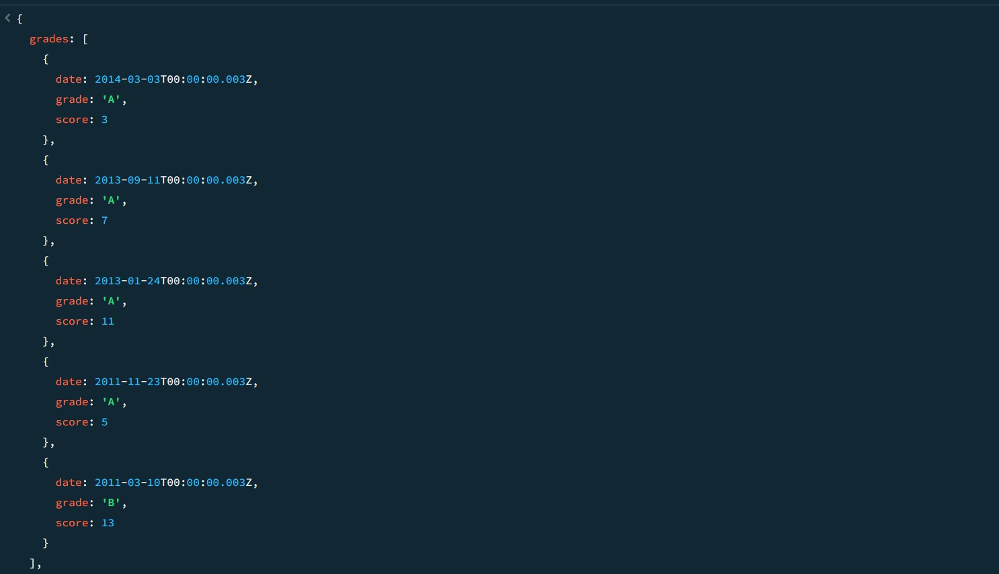 {
grades: [
{
date: 2014-03-03T00:00:00.003Z,
grade: 'A',
score: 3
},
{
date: 2013-09-11T00:00:00.003Z,
grade: 'A',
score: 7
},
{
date: 2013-01-24T00:00:00.003Z,
grade: 'A',
score: 11
},
{
date: 2011-11-23T00:00:00.003Z,
grade: 'A',
score: 5
},
{
date: 2011-03-10T00:00:00.003Z,
grade: 'B',
score: 13
}
],